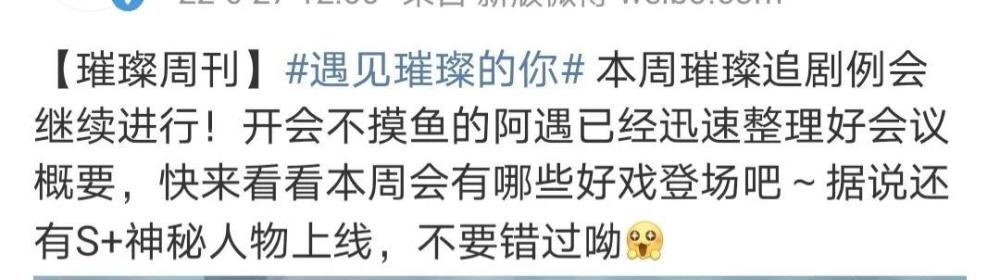 【璀璨周刊】#遇见璀璨的你# 本周璀璨追剧例会
继续进行！开会不摸鱼的阿遇已经迅速整理好会议
概要，快来看看本周会有哪些好戏登场吧～据说还
有S+神秘人物上线，不要错过呦